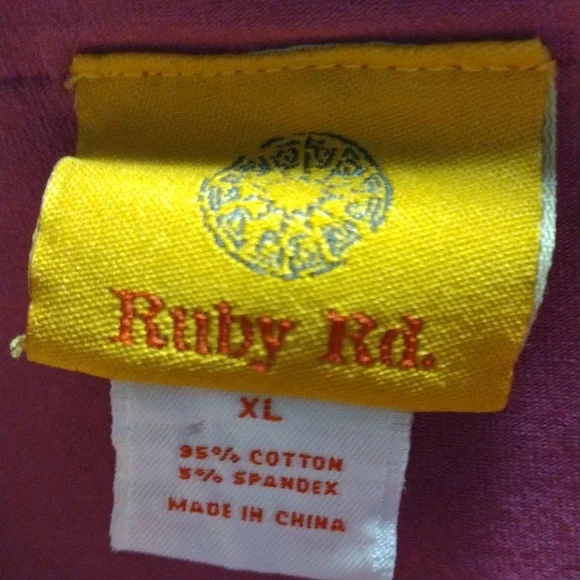 Ruby Rd.
XL
95% COTTON
5% SPANDEX
MADE IN CHINA